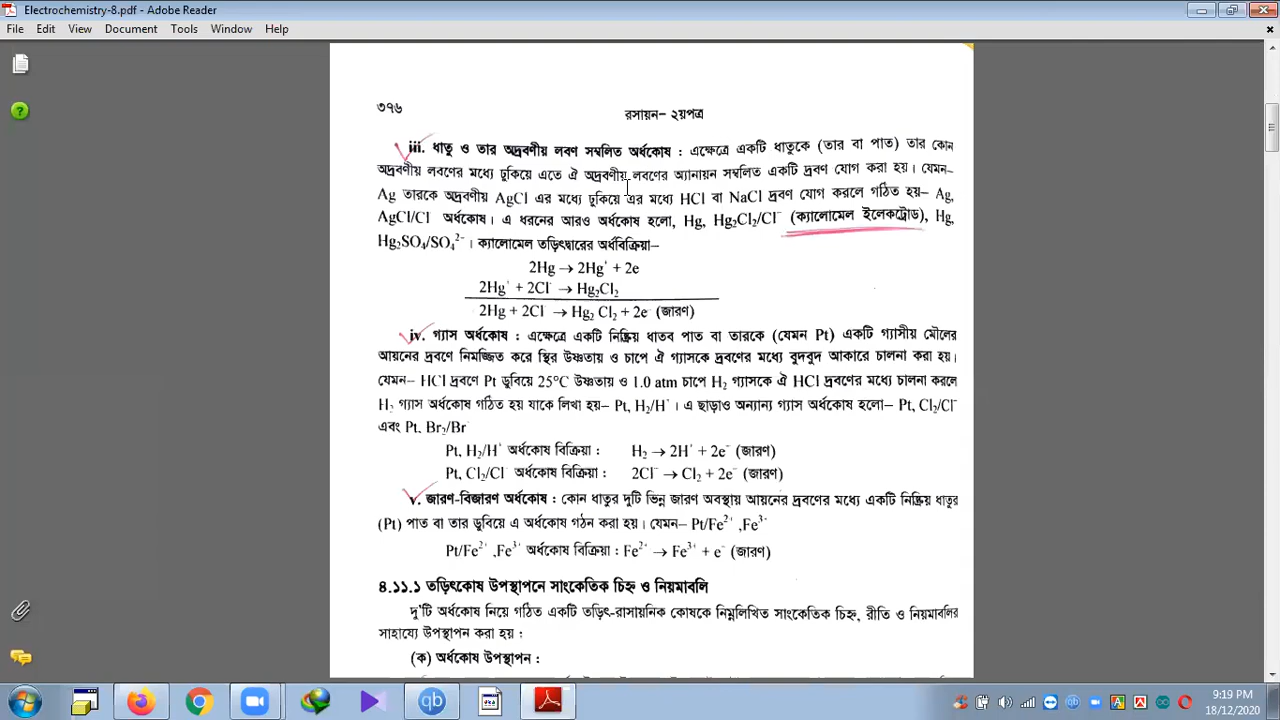 Electrochemistry-8.pdf - Adobe Reader
File Edit View Document Tools Window Help
৩৭৬
রসায়ন– ২য়পত্র
iii. ধাতু ও তার অদ্রবণীয় লবণ সম্বলিত অর্ধকোষ : এক্ষেত্রে একটি ধাতুকে (তার বা পাত) তার কোন
অদ্রবণীয় লবণের মধ্যে ঢুকিয়ে এতে ঐ অদ্রবণীয় লবণের অ্যানায়ন সম্বলিত একটি দ্রবণ যোগ করা হয়। যেমন–
Ag তারকে অদ্রবণীয় AgCl এর মধ্যে ঢুকিয়ে এর মধ্যে HCl বা NaCl দ্রবণ যোগ করলে গঠিত হয়– Ag,
AgCl/Cl⁻ অর্ধকোষ। এ ধরনের আরও অর্ধকোষ হলো, Hg, Hg₂Cl₂/Cl⁻ (ক্যালোমেল ইলেকট্রোড), Hg,
Hg₂SO₄/SO₄²⁻ । ক্যালোমেল তড়িৎদ্বারের অর্ধবিক্রিয়া–
2Hg → 2Hg⁺ + 2e
2Hg⁺ + 2Cl⁻ → Hg₂Cl₂
2Hg + 2Cl → Hg₂ Cl₂ + 2e⁻ (জারণ)
iv. গ্যাস অর্ধকোষ : এক্ষেত্রে একটি নিষ্ক্রিয় ধাতব পাত বা তারকে (যেমন Pt) একটি গ্যাসীয় মৌলের
আয়নের দ্রবণে নিমজ্জিত করে স্থির উষ্ণতায় ও চাপে ঐ গ্যাসকে দ্রবণের মধ্যে বুদবুদ আকারে চালনা করা হয়।
যেমন– HCl দ্রবণে Pt ডুবিয়ে 25°C উষ্ণতায় ও 1.0 atm চাপে H₂ গ্যাসকে ঐ HCl দ্রবণের মধ্যে চালনা করলে
H₂ গ্যাস অর্ধকোষ গঠিত হয় যাকে লিখা হয়– Pt, H₂/H⁺ । এ ছাড়াও অন্যান্য গ্যাস অর্ধকোষ হলো– Pt, Cl₂/Cl⁻
এবং Pt, Br₂/Br
Pt, H₂/H⁺ অর্ধকোষ বিক্রিয়া : H₂ → 2H⁺ + 2e⁻ (জারণ)
Pt, Cl₂/Cl অর্ধকোষ বিক্রিয়া : 2Cl⁻ → Cl₂ + 2e⁻ (জারণ)
v. জারণ-বিজারণ অর্ধকোষ : কোন ধাতুর দুটি ভিন্ন জারণ অবস্থায় আয়নের দ্রবণের মধ্যে একটি নিষ্ক্রিয় ধাতুর
(Pt) পাত বা তার ডুবিয়ে এ অর্ধকোষ গঠন করা হয়। যেমন– Pt/Fe²⁺ ,Fe³⁺
Pt/Fe²⁺ ,Fe³⁺ অর্ধকোষ বিক্রিয়া : Fe²⁺ → Fe³⁺ + e⁻ (জারণ)
৪.১১.১ তড়িৎকোষ উপস্থাপনে সাংকেতিক চিহ্ন ও নিয়মাবলি
দু'টি অর্ধকোষ নিয়ে গঠিত একটি তড়িৎ-রাসায়নিক কোষকে নিম্নলিখিত সাংকেতিক চিহ্ন, রীতি ও নিয়মাবলির
সাহায্যে উপস্থাপন করা হয় :
(ক) অর্ধকোষ উপস্থাপন :
9:19 PM
18/12/2020